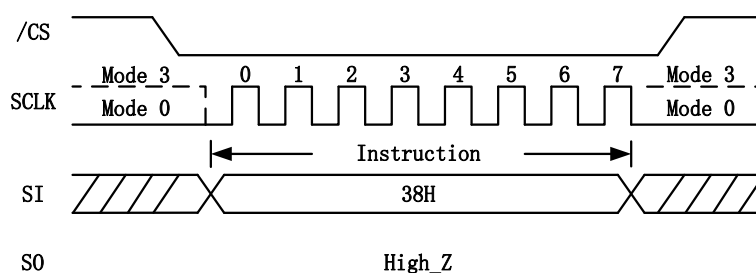 /CS
Mode 3 0 1 2 3 4 5 6 7 Mode 3
SCLK
Mode 0 Mode 0
Instruction
SI 38H
SO High_Z